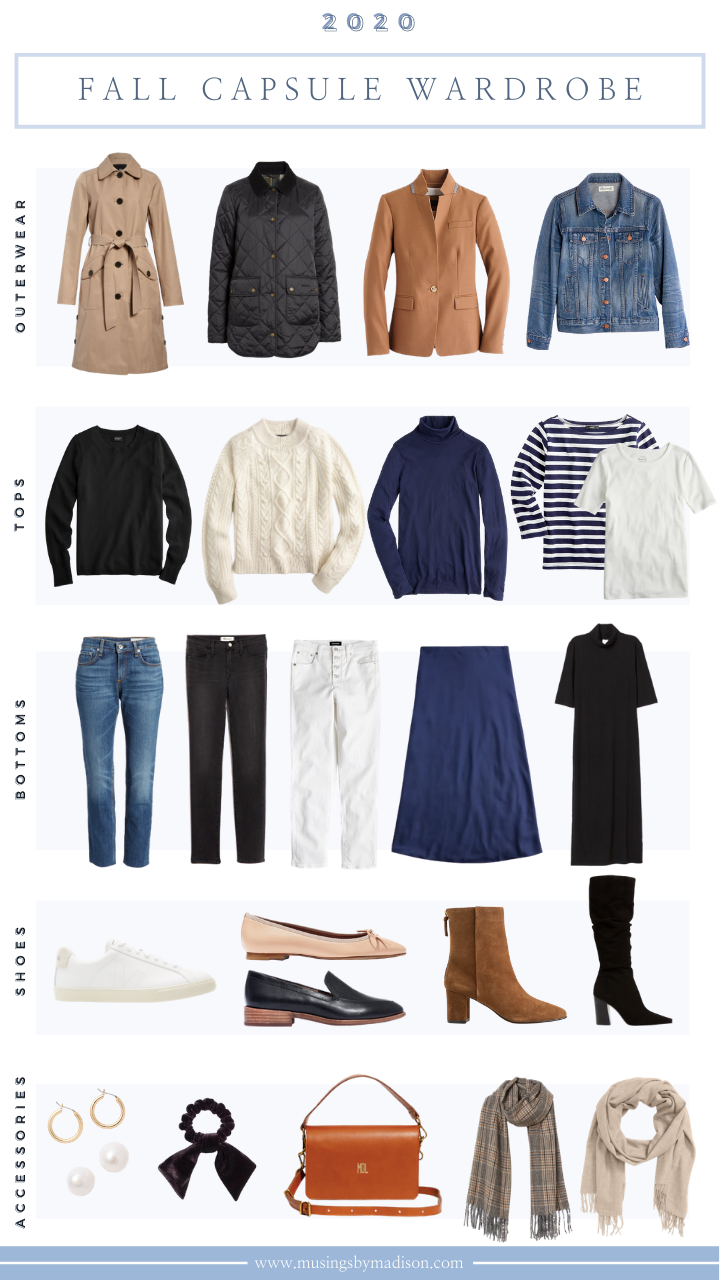 2020
FALL CAPSULE WARDROBE
OUTERWEAR
TOPS
BOTTOMS
SHOES
ACCESSORIES
MDL
www.musingsbymadison.com